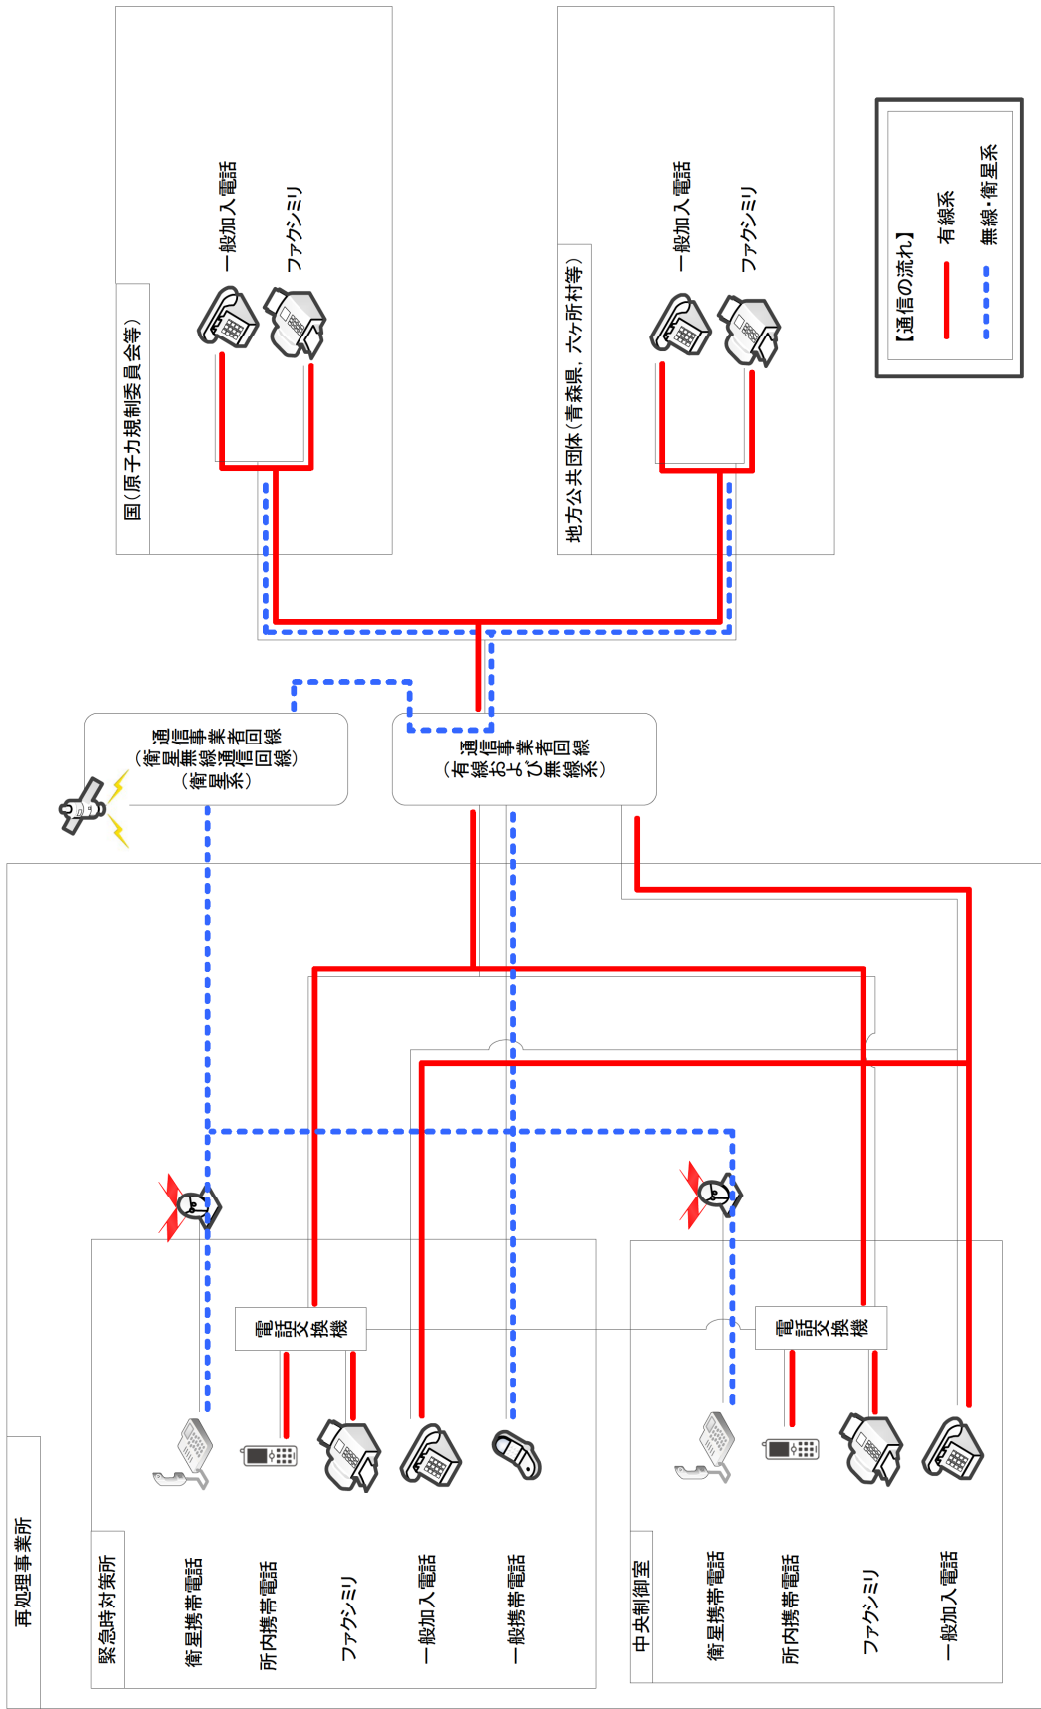 再処理事業所
緊急時対策所
衛星携帯電話
所内携帯電話
ファクシミリ
一般加入電話
一般携帯電話
電話交換機
中央制御室
衛星携帯電話
所内携帯電話
ファクシミリ
一般加入電話
電話交換機
通信事業者回線
(衛星無線通信回線)
(衛星系)
通信事業者回線
(有線および無線系)
国(原子力規制委員会等)
一般加入電話
ファクシミリ
地方公共団体(青森県,六ヶ所村等)
一般加入電話
ファクシミリ
【通信の流れ】
有線系
無線・衛星系